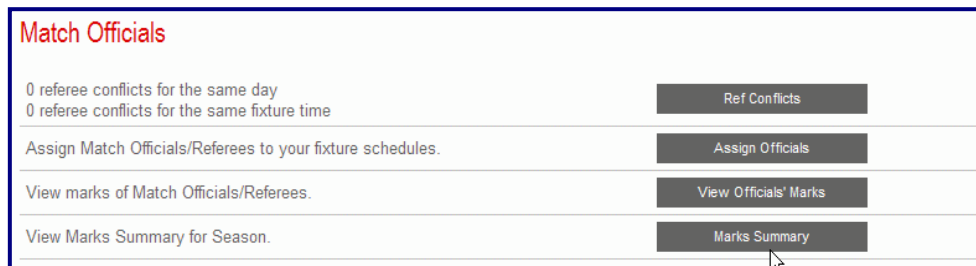 Match Officials
0 referee conflicts for the same day
0 referee conflicts for the same fixture time
Ref Conflicts
Assign Match Officials/Referees to your fixture schedules.
Assign Officials
View marks of Match Officials/Referees.
View Officials' Marks
View Marks Summary for Season.
Marks Summary